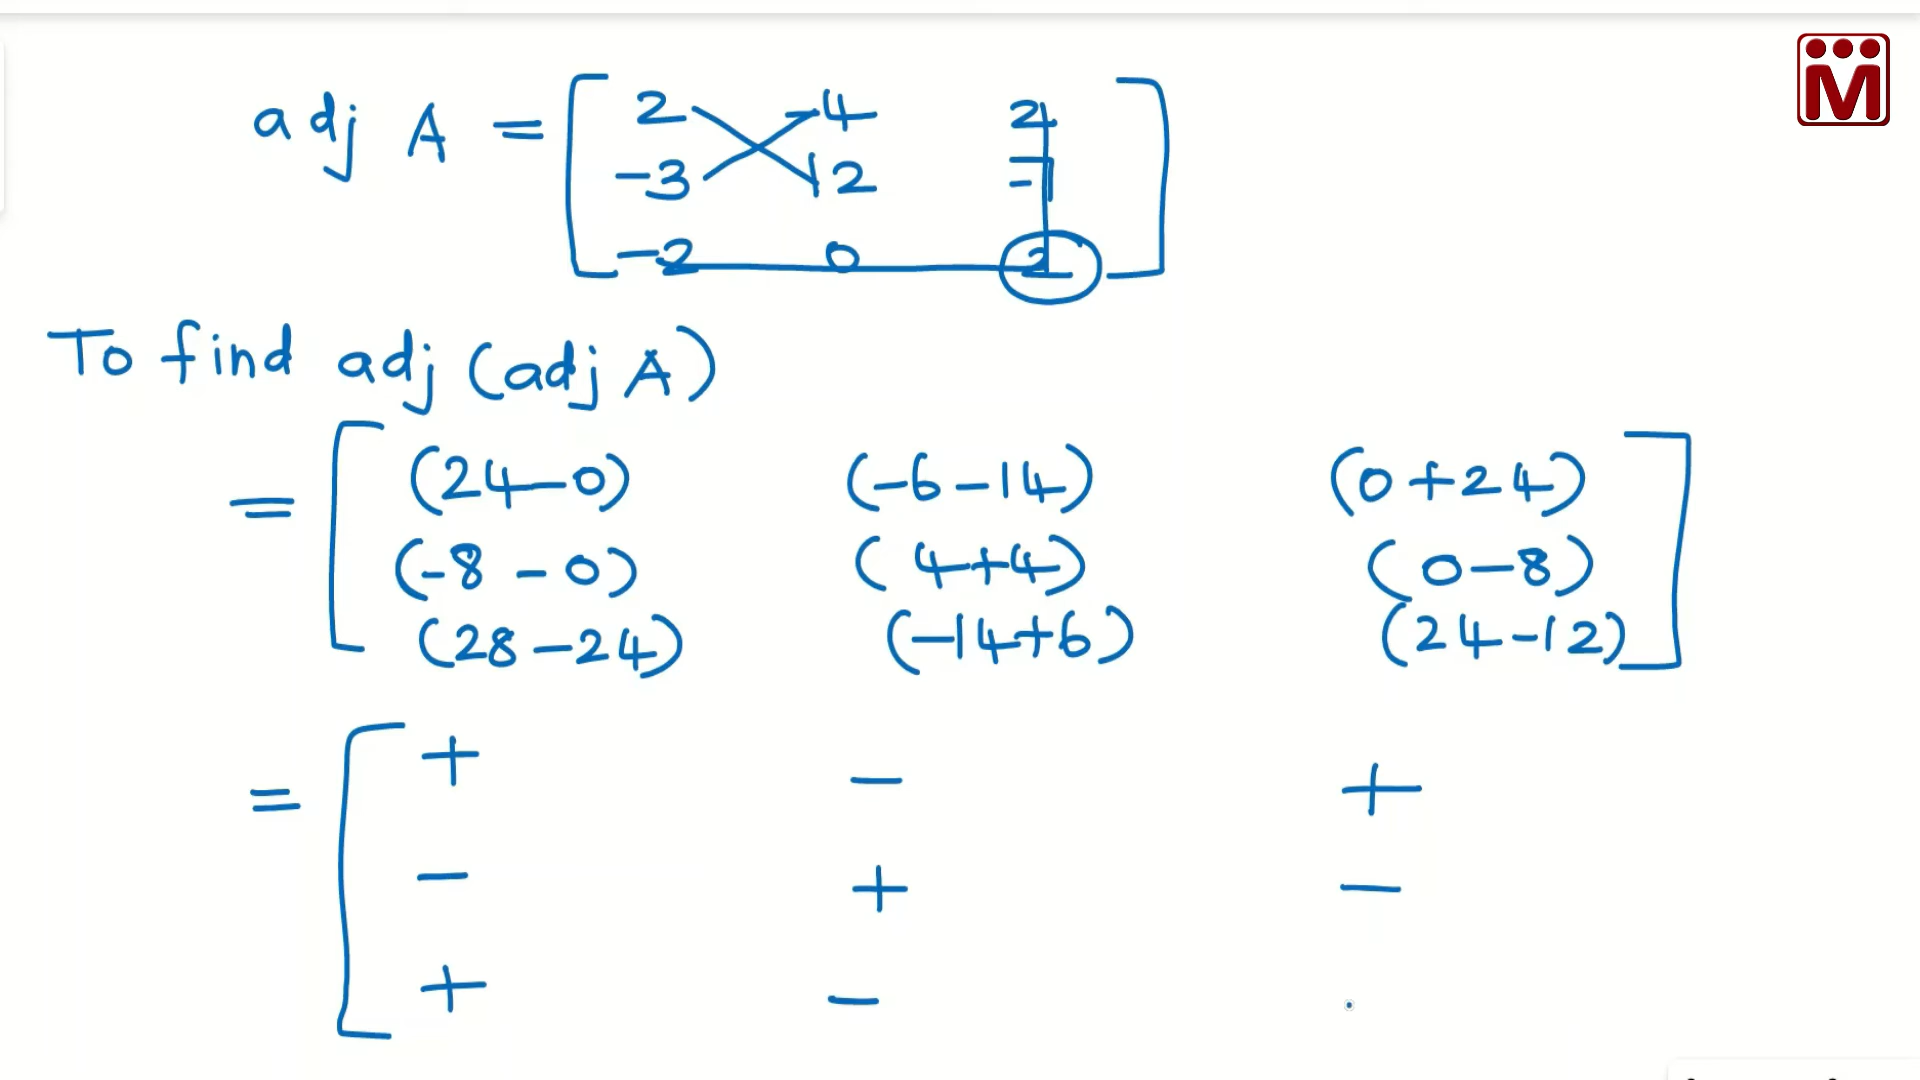 M
adj A = [ 2 -4 2
-3 12 -7
-2 0 2 ]
To find adj (adj A)
= [ (24-0) (-6-14) (0+24)
(-8-0) (4+4) (0-8)
(28-24) (-14+6) (24-12) ]
= [ + - +
- + -
+ -